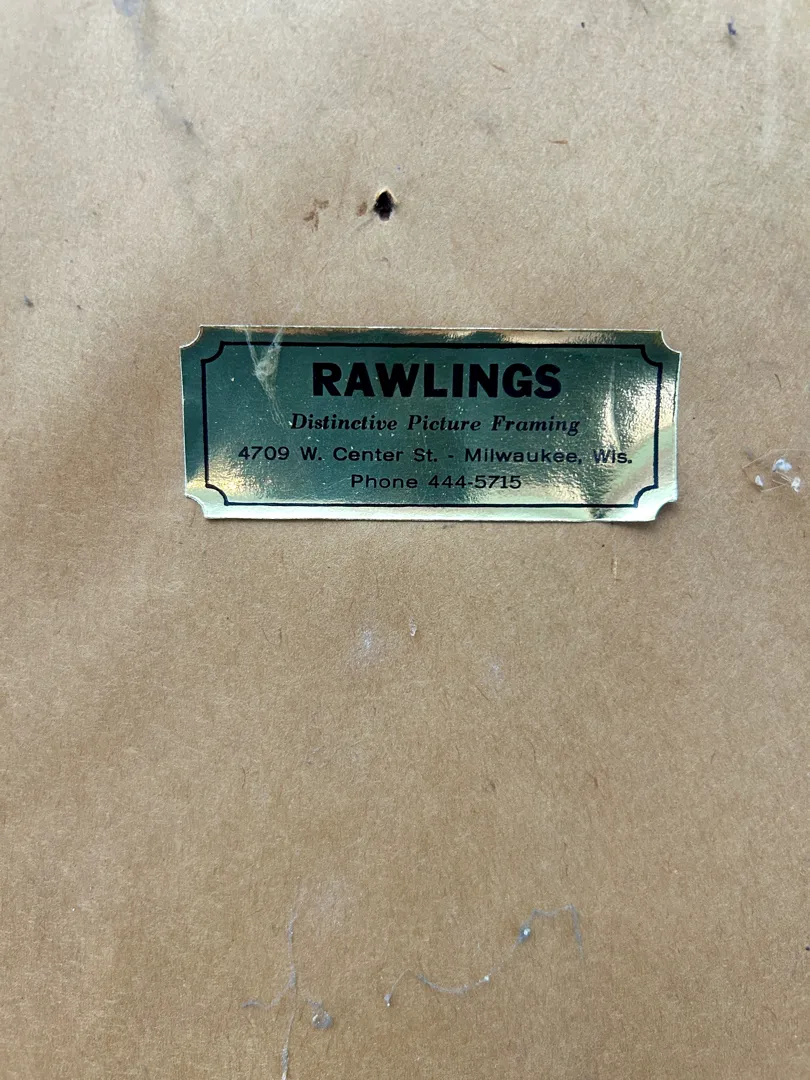 RAWLINGS
Distinctive Picture Framing
4709 W. Center St. - Milwaukee, Wis.
Phone 444-5715